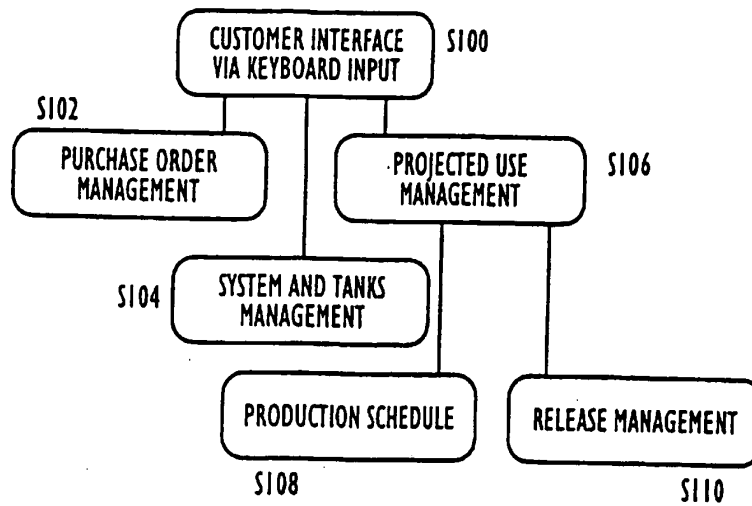 CUSTOMER INTERFACE
VIA KEYBOARD INPUT
S100
S102
PURCHASE ORDER
MANAGEMENT
PROJECTED USE
MANAGEMENT
S106
S104
SYSTEM AND TANKS
MANAGEMENT
PRODUCTION SCHEDULE
RELEASE MANAGEMENT
S108
S110